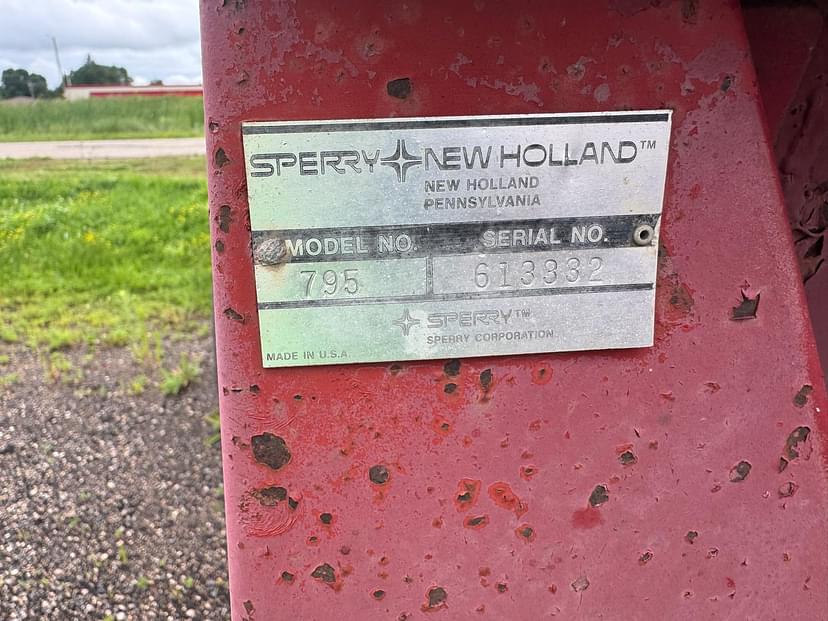 SPERRY NEW HOLLAND™
NEW HOLLAND
PENNSYLVANIA
MODEL NO. SERIAL NO.
795 613332
SPERRY™
SPERRY CORPORATION
MADE IN U.S.A.